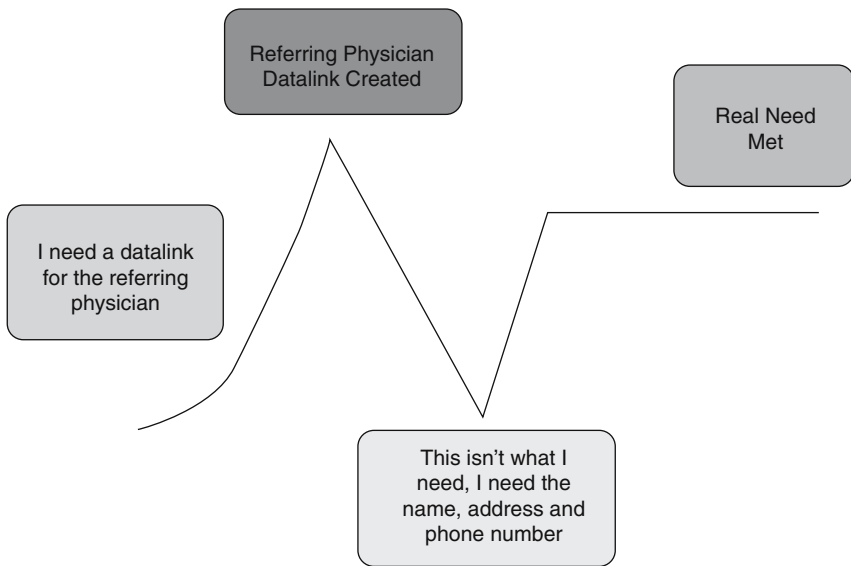 Referring Physician
Datalink Created
Real Need
Met
I need a datalink
for the referring
physician
This isn’t what I
need, I need the
name, address and
phone number